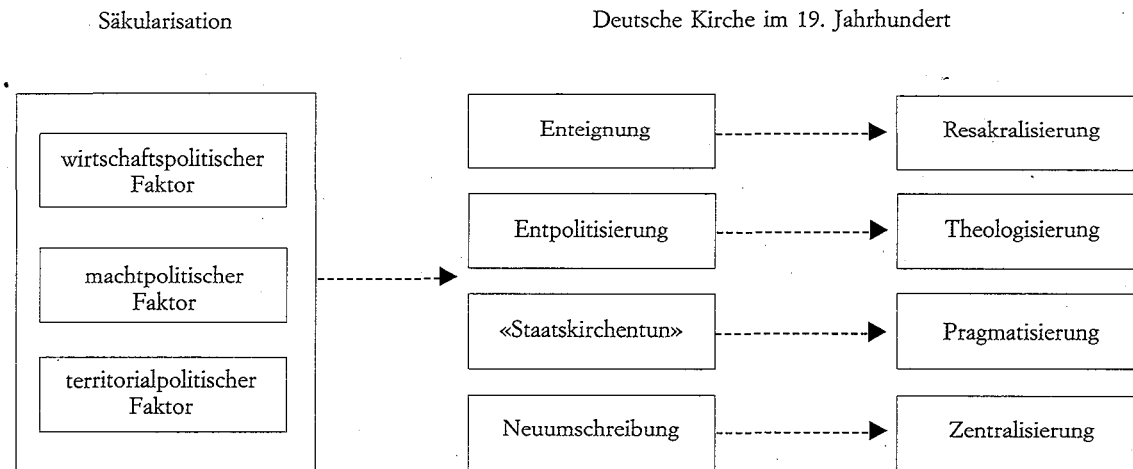 Säkularisation
Deutsche Kirche im 19. Jahrhundert
wirtschaftspolitischer
Faktor
machtpolitischer
Faktor
territorialpolitischer
Faktor
Enteignung
Resakralisierung
Entpolitisierung
Theologisierung
«Staatskirchentun»
Pragmatisierung
Neuumschreibung
Zentralisierung